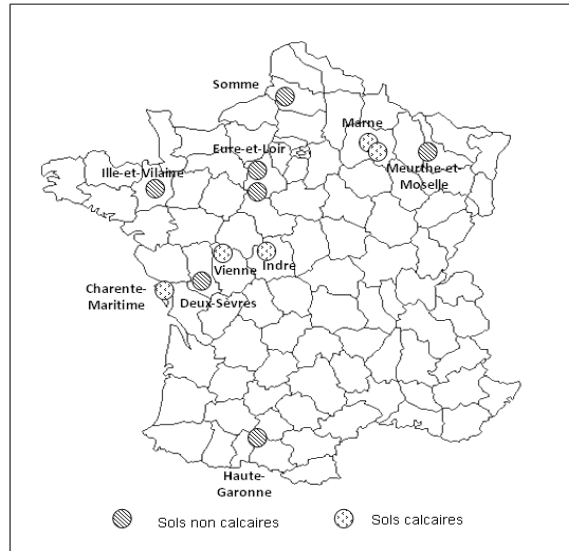 Somme
Marne
Eure-et-Loir
Ille-et-Vilaine
Meurthe-et-
Moselle
Vienne
Indre
Charente-
Maritime
Deux-Sèvres
Haute-
Garonne
Sols non calcaires
Sols calcaires